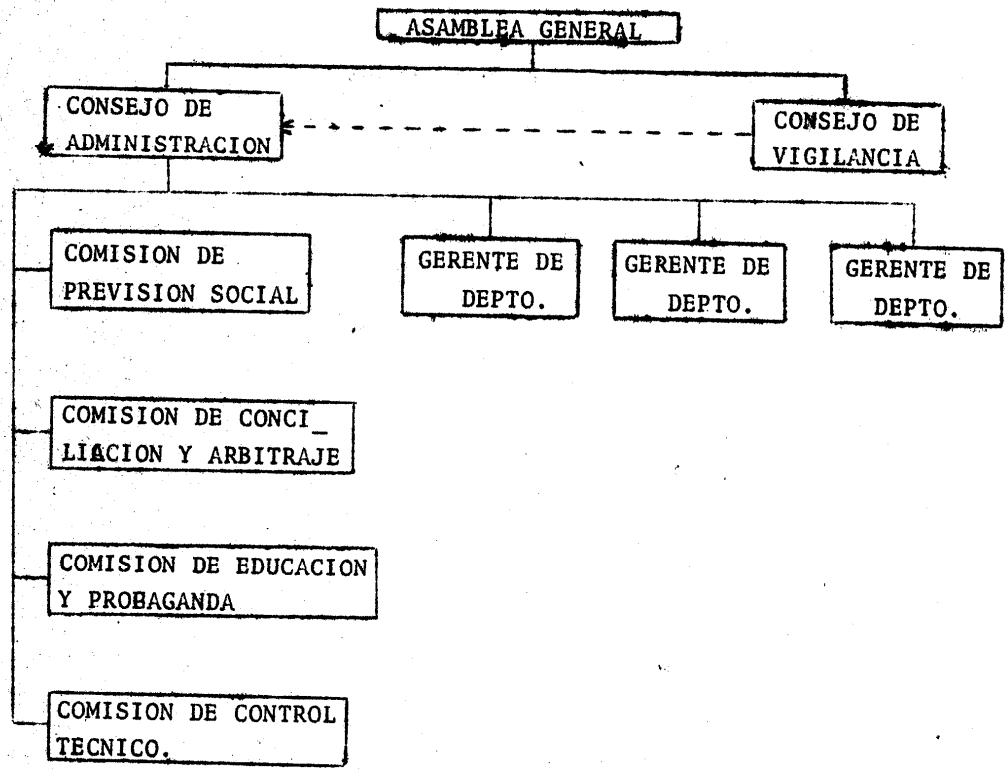 ASAMBLEA GENERAL
CONSEJO DE
ADMINISTRACION
CONSEJO DE
VIGILANCIA
COMISION DE
PREVISION SOCIAL
GERENTE DE
DEPTO.
GERENTE DE
DEPTO.
GERENTE DE
DEPTO.
COMISION DE CONCI_
LIACION Y ARBITRAJE
COMISION DE EDUCACION
Y PROBAGANDA
COMISION DE CONTROL
TECNICO.